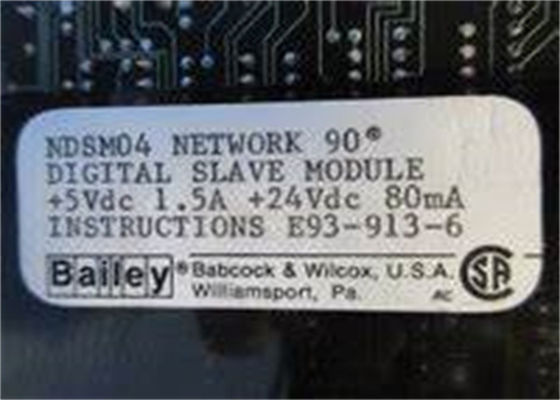 NDSM04 NETWORK 90®
DIGITAL SLAVE MODULE
+5Vdc 1.5A +24Vdc 80mA
INSTRUCTIONS E93-913-6
Bailey® Babcock & Wilcox, U.S.A.
Williamsport, Pa.
AC
SA